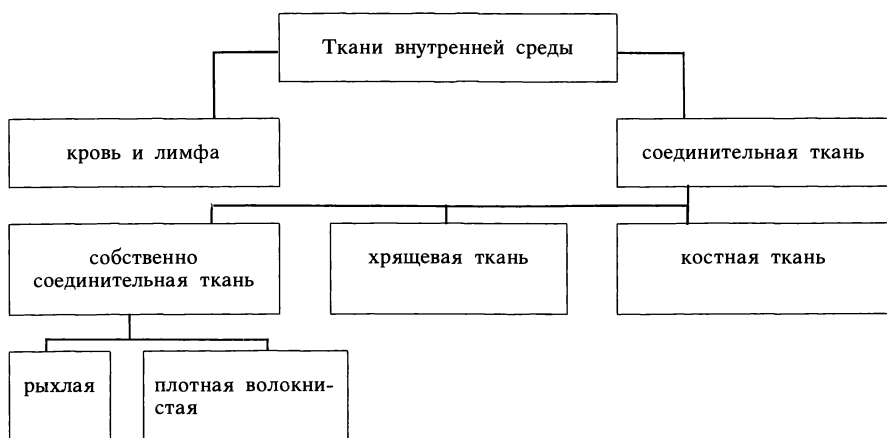 Ткани внутренней среды
кровь и лимфа
соединительная ткань
собственно
соединительная ткань
хрящевая ткань
костная ткань
рыхлая
плотная волокни-
стая